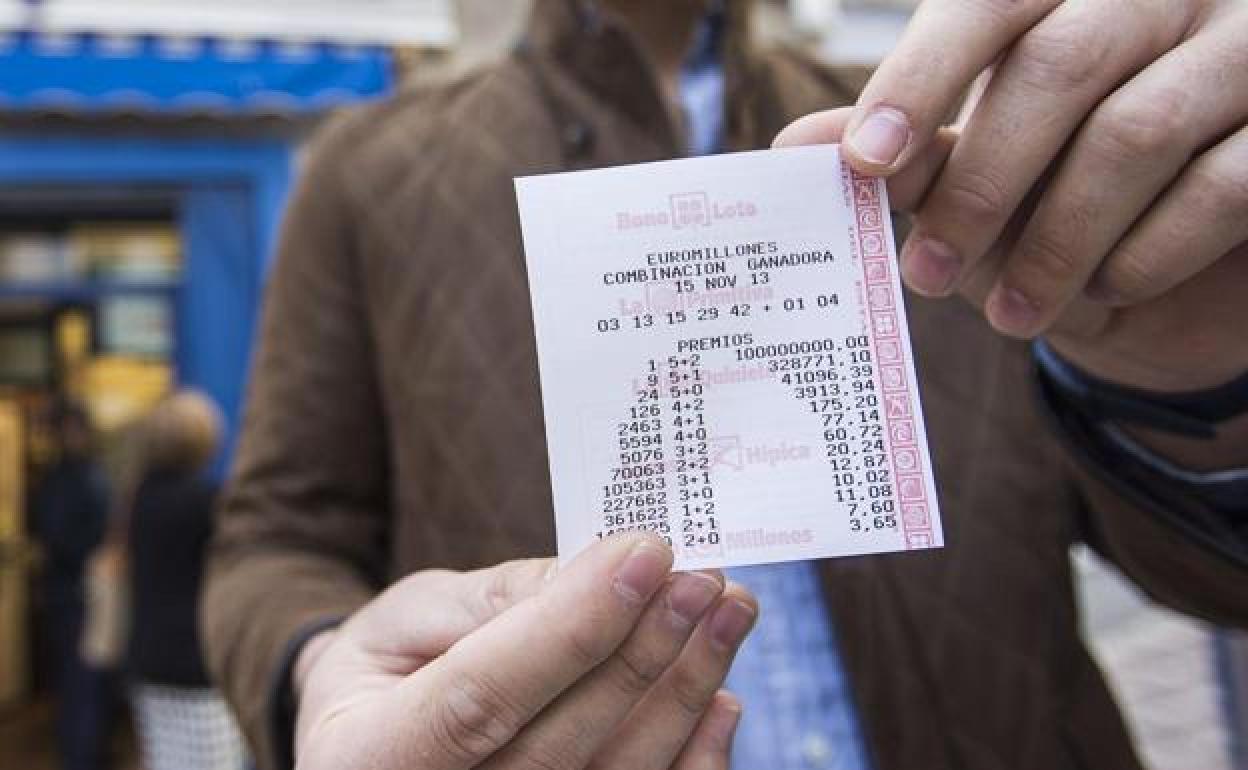 Bono Loto
EUROMILLONES
COMBINACION GANADORA
15 NOV 13
La Primitiva
03 13 15 29 42 + 01 04
PREMIOS
1 5+2 100000000.00
9 5+1 328771.10
24 5+0 41096.39
126 4+2 3913.94
2463 4+1 175.20
5594 4+0 77.14
5076 3+2 60.72
70063 2+2 20.24
105363 3+1 12.87
227662 3+0 10.02
361622 1+2 11.08
2+1 7.60
2+0 3,65
La Quiniela
Hípica
Millones